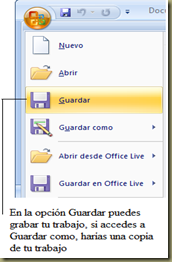 Docu
Nuevo
Abrir
Guardar
Guardar como
Abrir desde Office Live
Guardar en Office Live
En la opción Guardar puedes
grabar tu trabajo, si accedes a
Guardar como, harías una copia
de tu trabajo